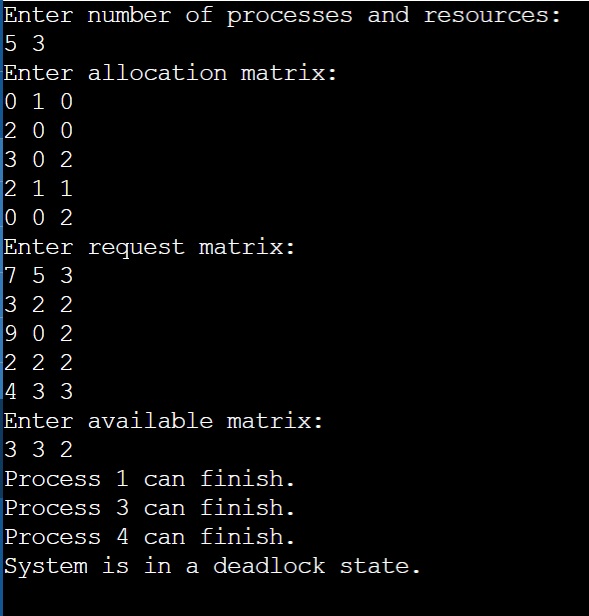 Enter number of processes and resources:
5 3
Enter allocation matrix:
0 1 0
2 0 0
3 0 2
2 1 1
0 0 2
Enter request matrix:
7 5 3
3 2 2
9 0 2
2 2 2
4 3 3
Enter available matrix:
3 3 2
Process 1 can finish.
Process 3 can finish.
Process 4 can finish.
System is in a deadlock state.